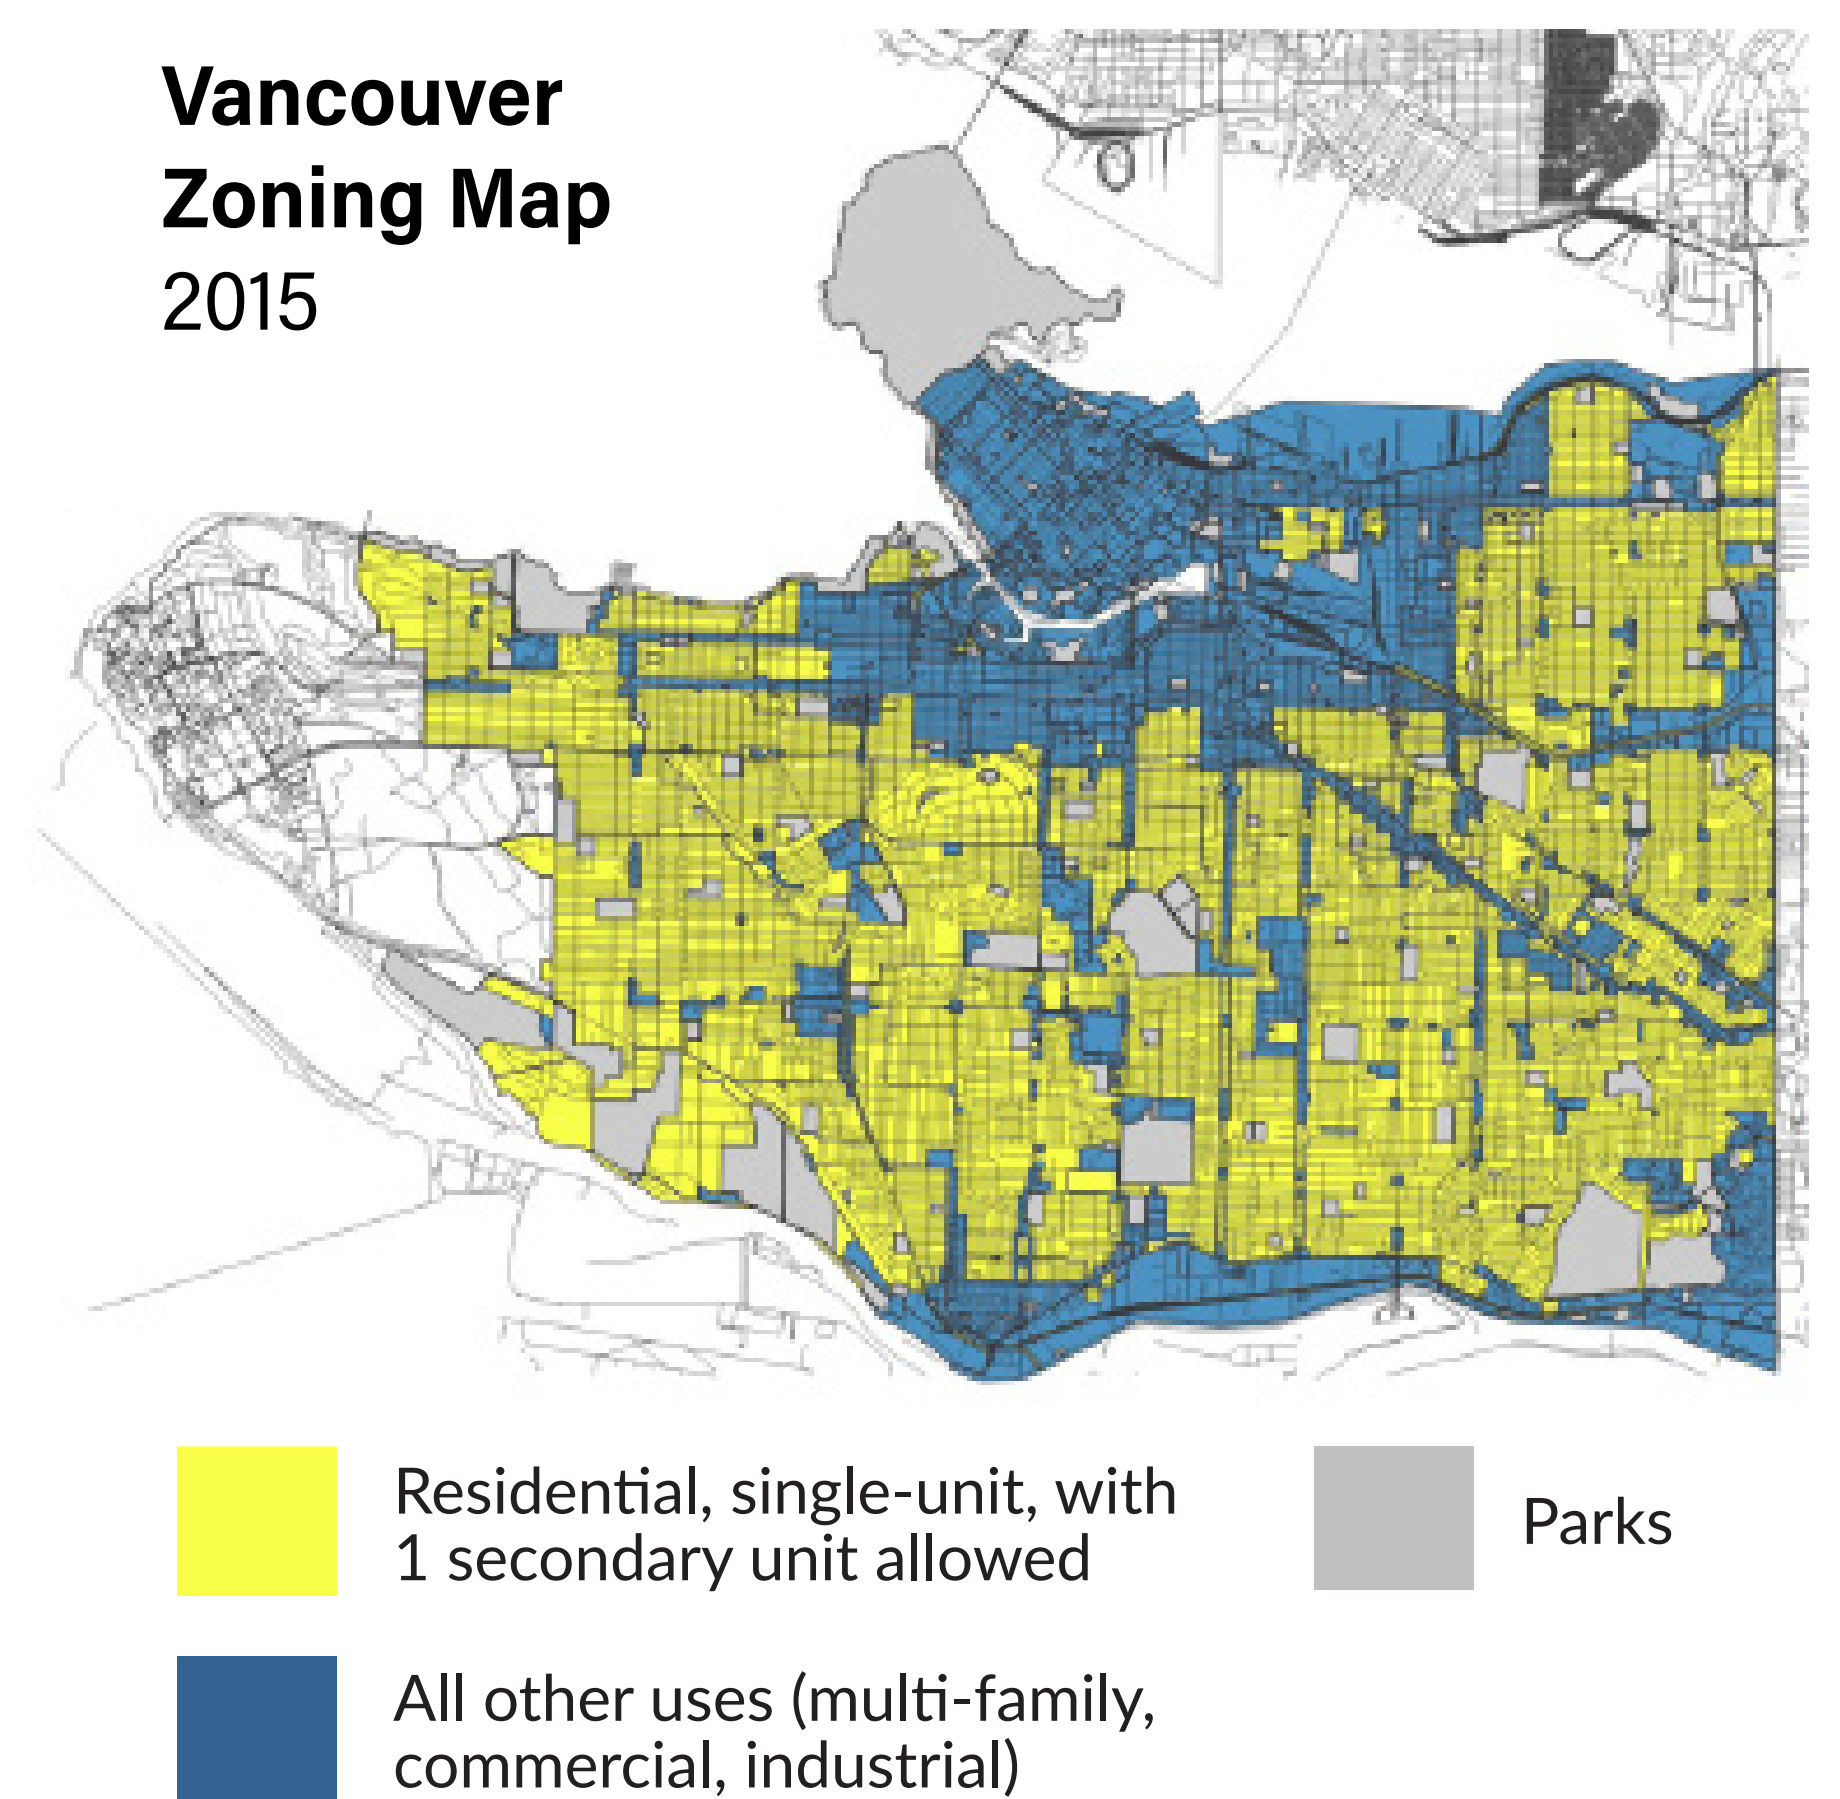 Vancouver
Zoning Map
2015
Residential, single-unit, with
1 secondary unit allowed
Parks
All other uses (multi-family,
commercial, industrial)